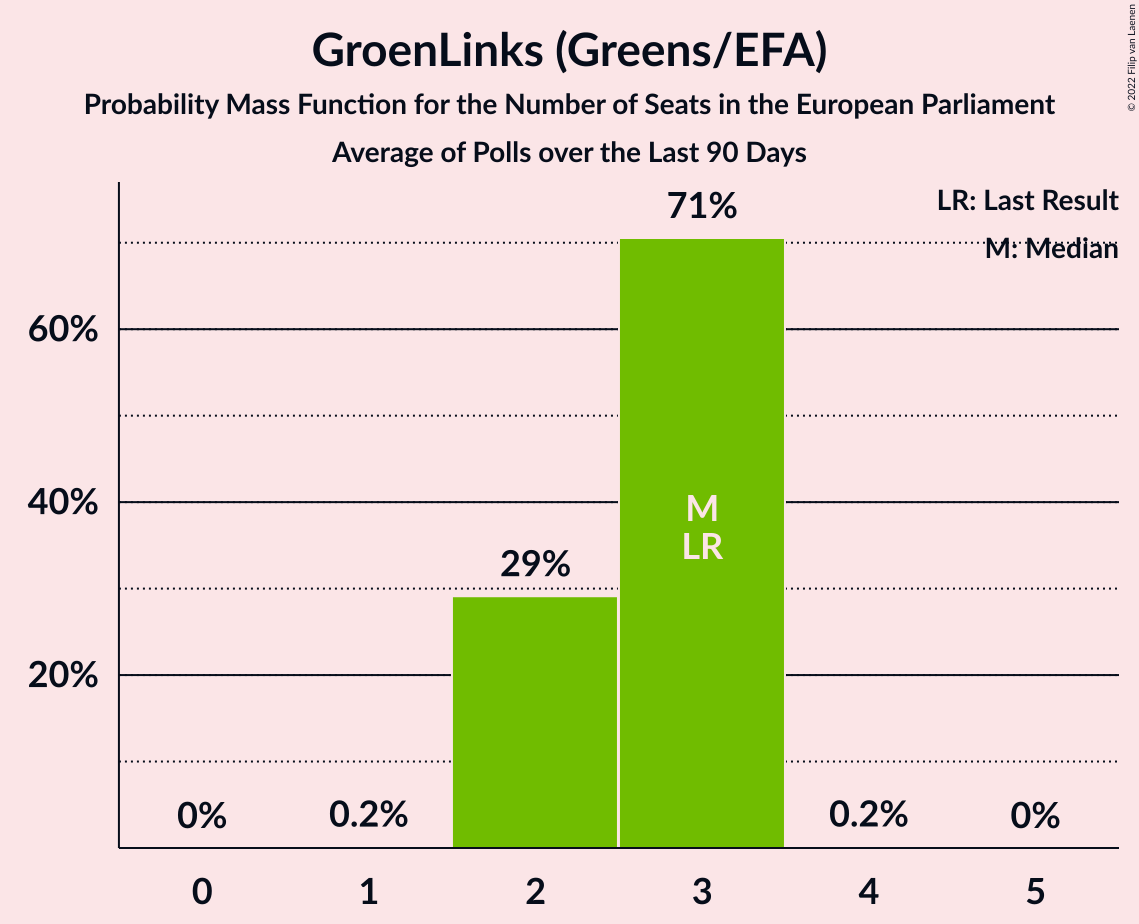 GroenLinks (Greens/EFA)
Probability Mass Function for the Number of Seats in the European Parliament
Average of Polls over the Last 90 Days
© 2022 Filip van Laenen
LR: Last Result
M: Median
71%
60%
40%
M
LR
29%
20%
0%
0.2%
0.2%
0%
0
1
2
3
4
5